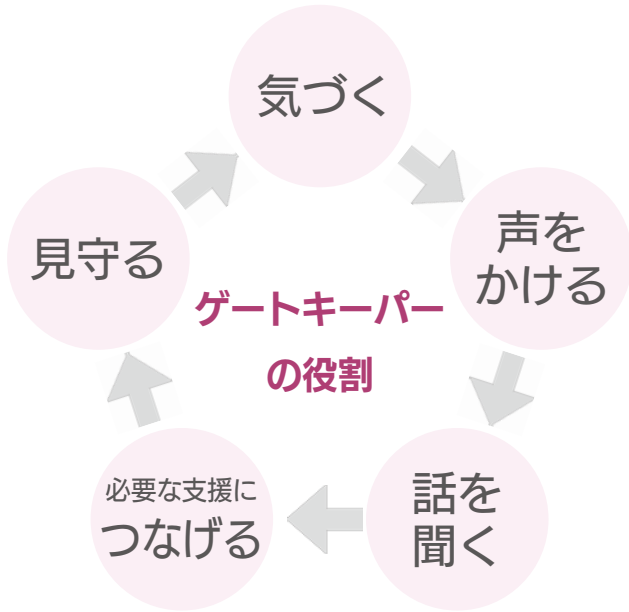 気づく
声を
かける
話を
聞く
必要な支援に
つなげる
見守る
ゲートキーパー
の役割